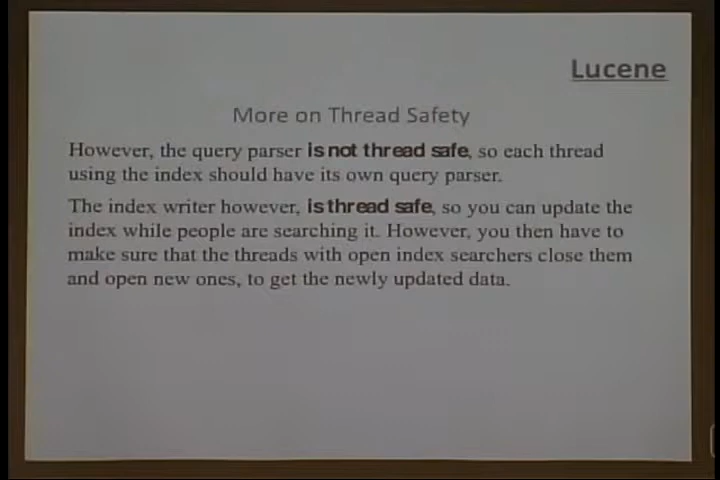 Lucene
More on Thread Safety
However, the query parser is not thread safe, so each thread
using the index should have its own query parser.
The index writer however, is thread safe, so you can update the
index while people are searching it. However, you then have to
make sure that the threads with open index searchers close them
and open new ones, to get the newly updated data.